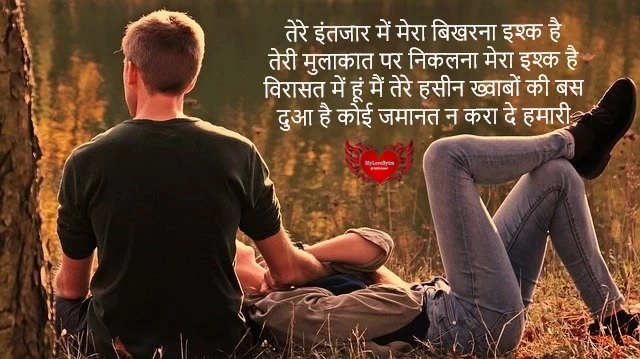 तेरे इंतजार में मेरा बिखरना इश्क है
तेरी मुलाकात पर निकलना मेरा इश्क है
विरासत में हूं मैं तेरे हसीन ख्वाबों की बस
दुआ है कोई जमानत न करा दे हमारी